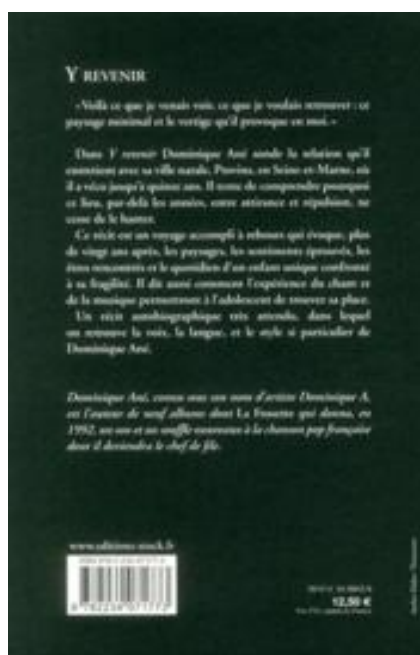 Y REVENIR
« Voilà ce que je venais voir, ce que je voulais retrouver : ce
paysage minimal et le vertige qu'il provoque en moi. »
Dans Y revenir Dominique Ané sonde la relation qu'il
entretient avec sa ville natale, Provins, en Seine-et-Marne, où
il a vécu jusqu'à quinze ans. Il tente de comprendre pourquoi
ce lieu, par-delà les années, entre attirance et répulsion, ne
cesse de le hanter.
Ce récit est un voyage accompli à rebours qui évoque, plus
de vingt ans après, les paysages, les sentiments éprouvés, les
êtres rencontrés et le quotidien d'un enfant unique confronté
à sa fragilité. Il dit aussi comment l'expérience du chant et
de la musique permettront à l'adolescent de trouver sa place.
Un récit autobiographique très attendu, dans lequel
on retrouve la voix, la langue, et le style si particulier de
Dominique Ané.
Dominique Ané, connu sous son nom d'artiste Dominique A,
est l'auteur de neuf albums dont La Fossette qui donna, en
1992, un son et un souffle nouveaux à la chanson pop française
dont il deviendra le chef de file.
www.editions-stock.fr
12,50 €